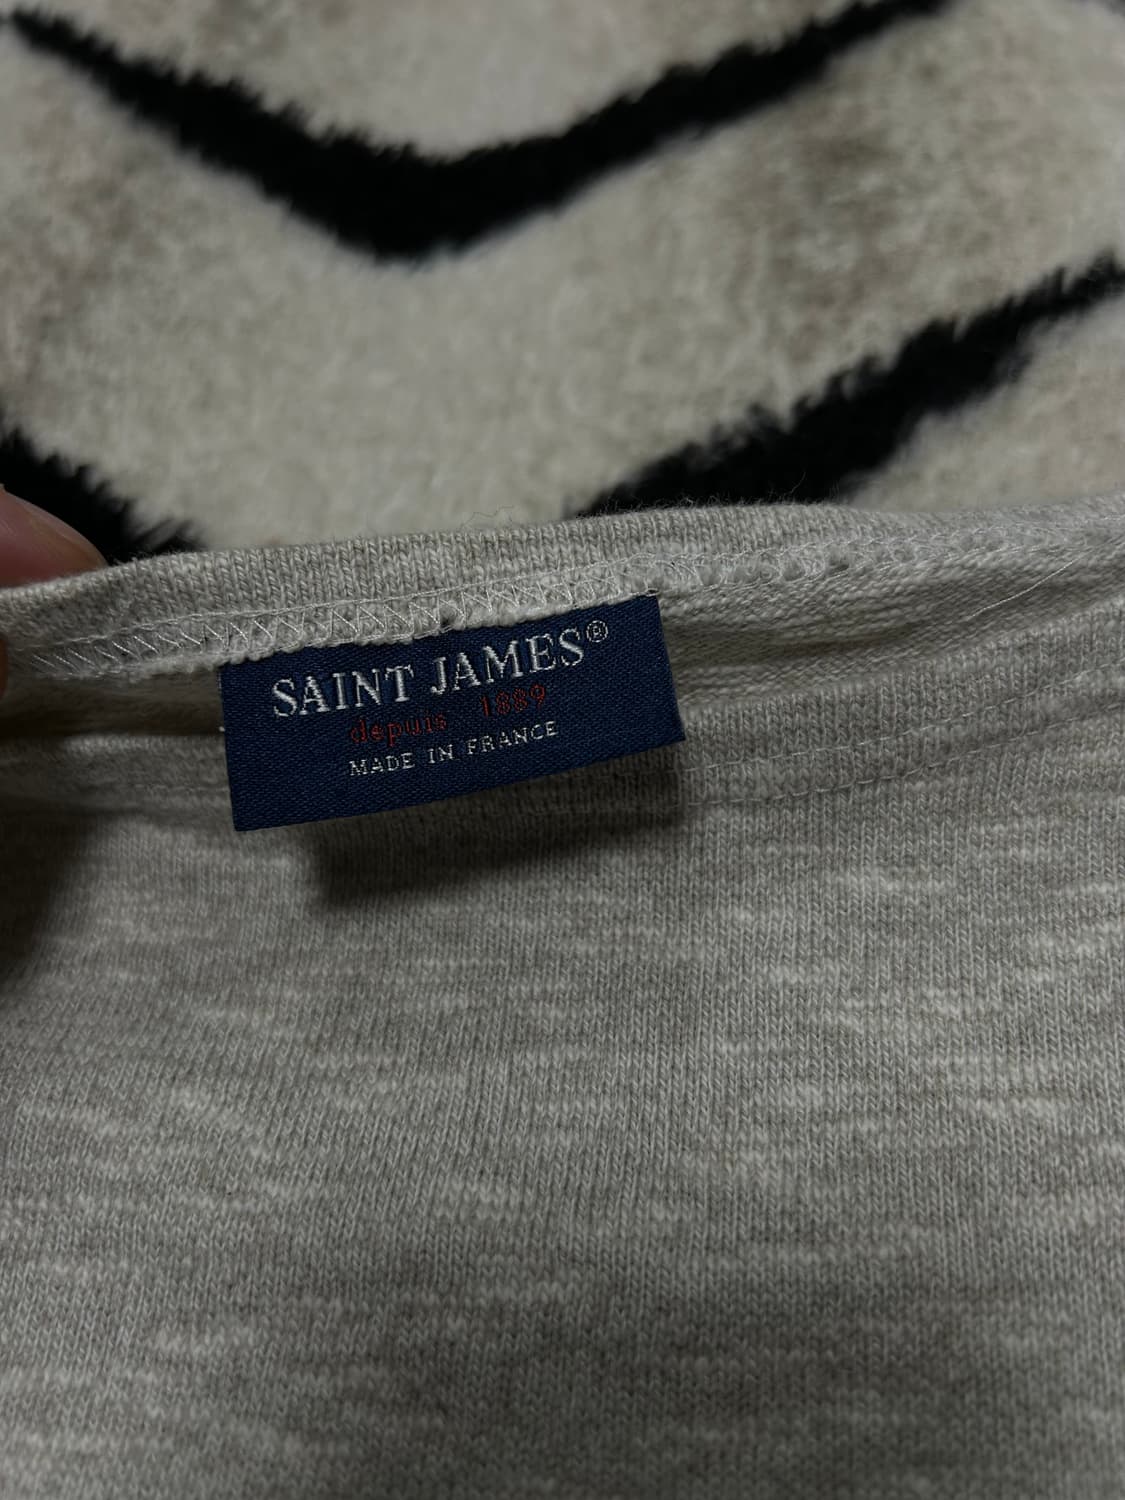 SAINT JAMES®
depuis 1889
MADE IN FRANCE